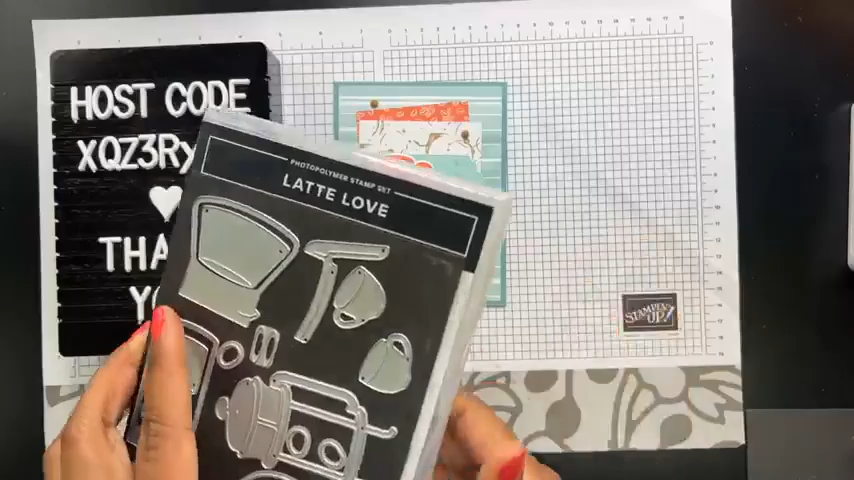 HOST CODE
XQZ3RY
THA
Y
PHOTOPOLYMER STAMP SET
LATTE LOVE
STAMPIN' UP!